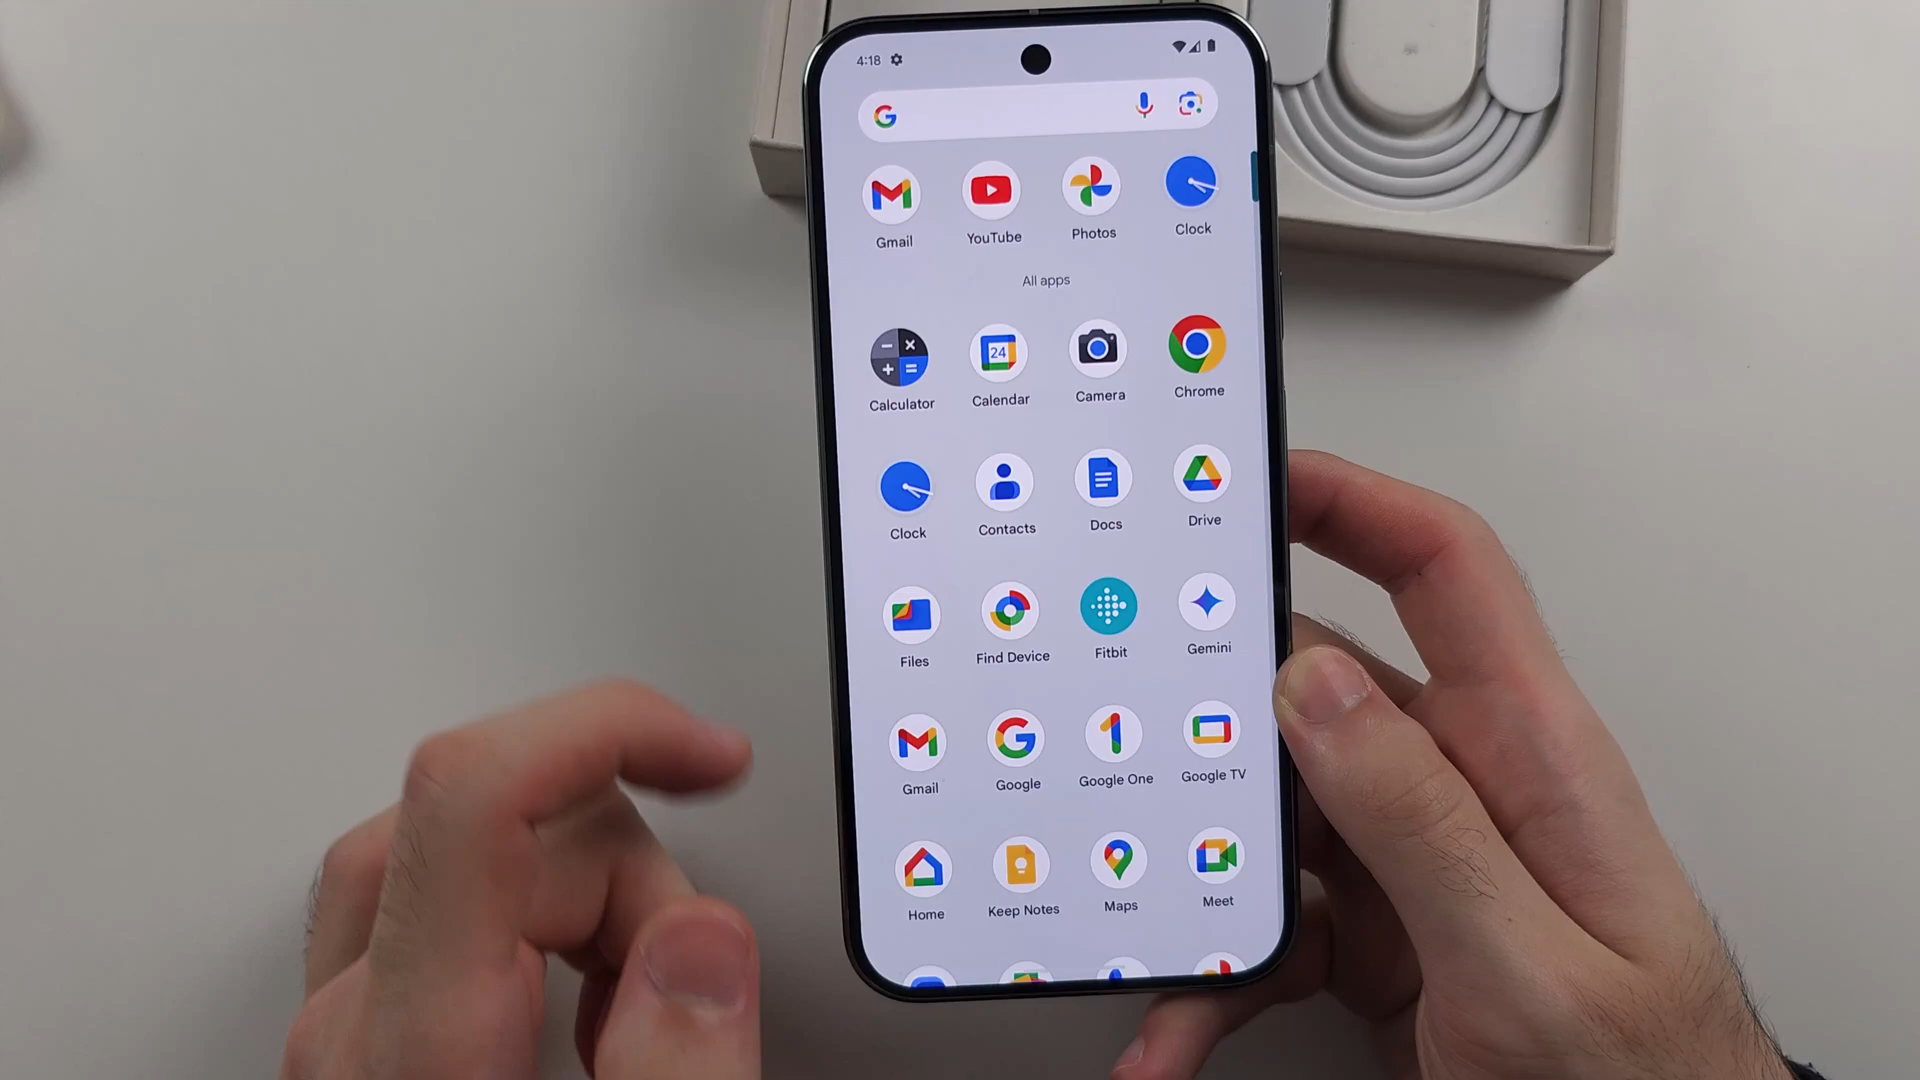 4:18
Gmail YouTube Photos Clock
All apps
24
Calculator Calendar Camera Chrome
Clock Contacts Docs Drive
Files Find Device Fitbit Gemini
Gmail Google Google One Google TV
Home Keep Notes Maps Meet